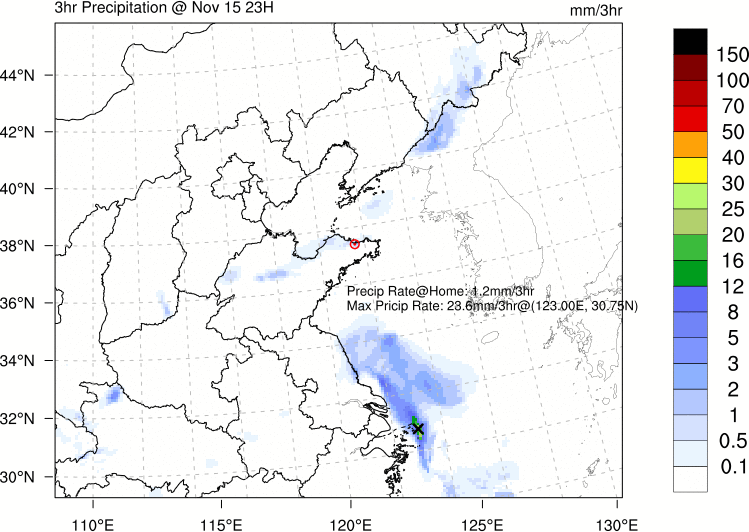 3hr Precipitation @ Nov 15 23H
mm/3hr
44°N
42°N
40°N
38°N
36°N
34°N
32°N
30°N
Precip Rate@Home: 1.2mm/3hr
Max Pricip Rate: 23.6mm/3hr@(123.00E, 30.75N)
110°E
115°E
120°E
125°E
130°E
150
100
70
50
40
30
25
20
16
12
8
5
3
2
1
0.5
0.1